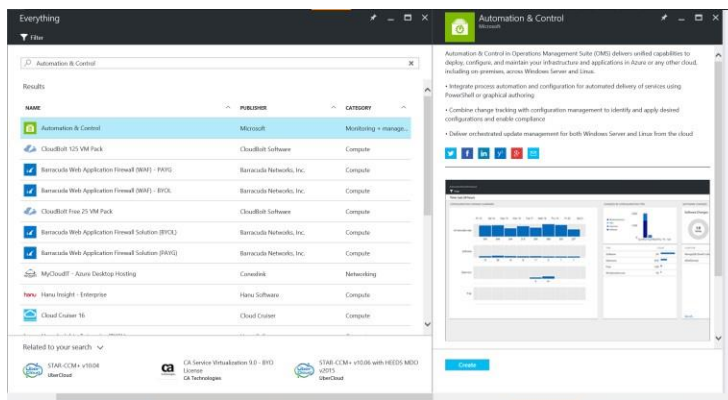 Everything
Filter
Automation & Control
Results
NAME PUBLISHER CATEGORY
Automation & Control Microsoft Monitoring + manage...
CloudBolt 125 VM Pack CloudBolt Software Compute
Barracuda Web Application Firewall (WAF) - PAYG Barracuda Networks, Inc. Compute
Barracuda Web Application Firewall (WAF) - BYOL Barracuda Networks, Inc. Compute
CloudBolt Free 25 VM Pack CloudBolt Software Compute
Barracuda Web Application Firewall Solution (BYOL) Barracuda Networks, Inc. Compute
Barracuda Web Application Firewall Solution (PAYG) Barracuda Networks, Inc. Compute
MyCloudIT - Azure Desktop Hosting Conexlink Networking
hanu Hanu Insight - Enterprise Hanu Software Compute
Cloud Cruiser 16 Cloud Cruiser Compute
Related to your search
STAR-CCM+ v10.04
UberCloud
ca
CA Service Virtualization 9.0 - BYO
License
CA Technologies
STAR-CCM+ v10.06 with HEEDS MDO
v2015
UberCloud
Automation & Control
Microsoft
Automation & Control in Operations Management Suite (OMS) delivers unified capabilities to
deploy, configure, and maintain your infrastructure and applications in Azure or any other cloud,
including on-premises, across Windows Server and Linux.
• Integrate process automation and configuration for automated delivery of services using
PowerShell or graphical authoring
• Combine change tracking with configuration management to identify and apply desired
configurations and enable compliance
• Deliver orchestrated update management for both Windows Server and Linux from the cloud
Create